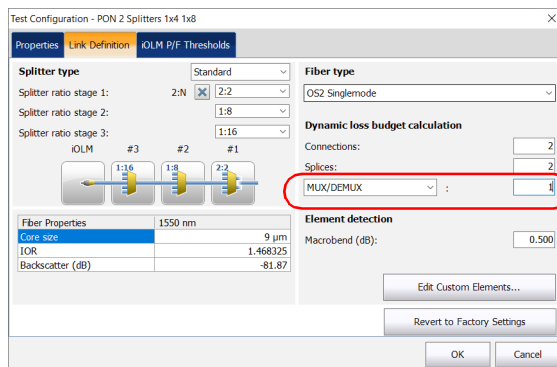 Test Configuration - PON 2 Splitters 1x4 1x8
Properties Link Definition iOLM P/F Thresholds
Splitter type Standard
Splitter ratio stage 1: 2:N 2:2
Splitter ratio stage 2: 1:8
Splitter ratio stage 3: 1:16
iOLM #3 #2 #1
1:16 1:8 2:2
Fiber Properties 1550 nm
Core size 9 µm
IOR 1.468325
Backscatter (dB) -81.87
Fiber type
OS2 Singlemode
Dynamic loss budget calculation
Connections: 2
Splices: 2
MUX/DEMUX : 1
Element detection
Macrobend (dB): 0.500
Edit Custom Elements...
Revert to Factory Settings
OK Cancel